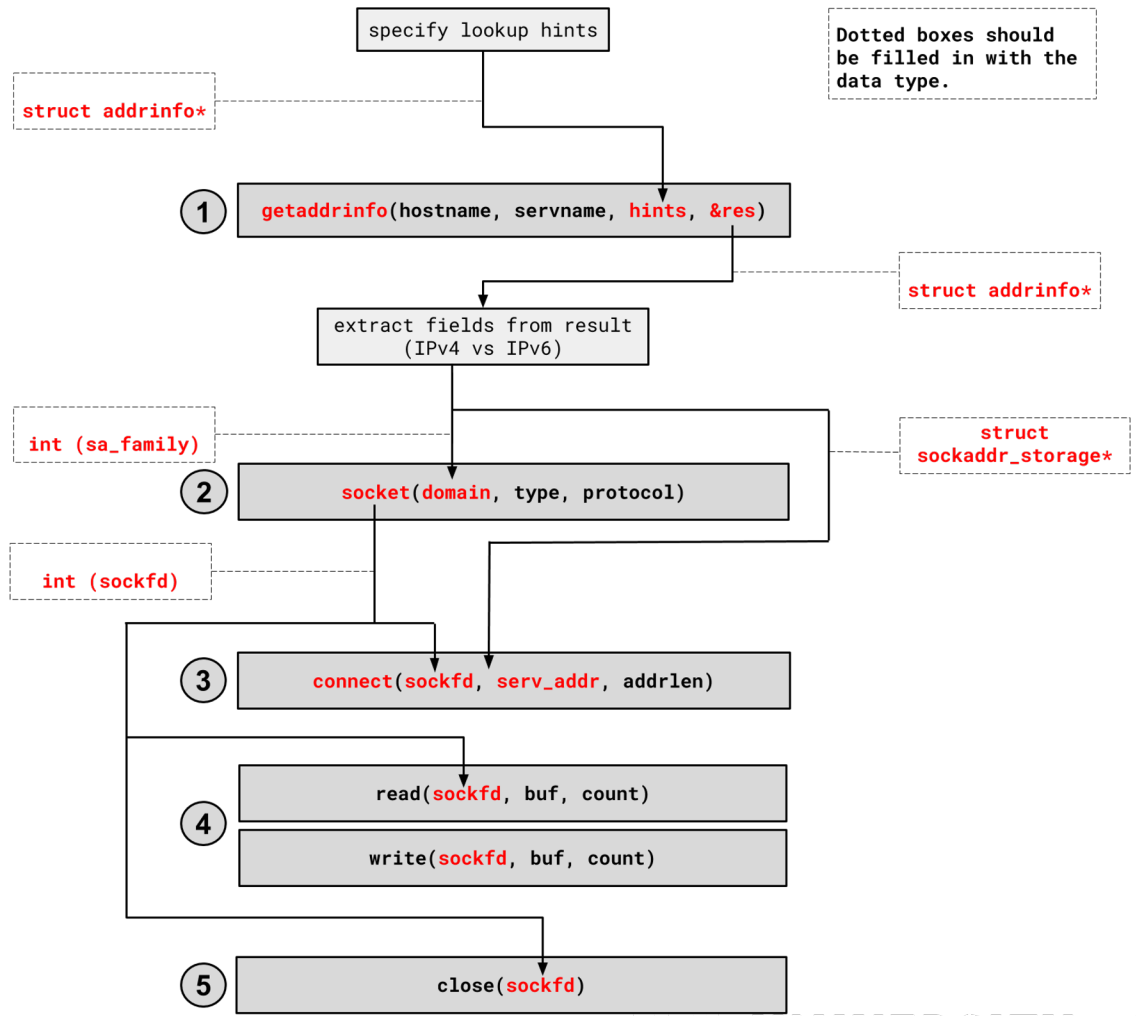 specify lookup hints
Dotted boxes should
be filled in with the
data type.
struct addrinfo*
1
getaddrinfo(hostname, servname, hints, &res)
struct addrinfo*
extract fields from result
(IPv4 vs IPv6)
int (sa_family)
struct
sockaddr_storage*
2
socket(domain, type, protocol)
int (sockfd)
3
connect(sockfd, serv_addr, addrlen)
4
read(sockfd, buf, count)
write(sockfd, buf, count)
5
close(sockfd)